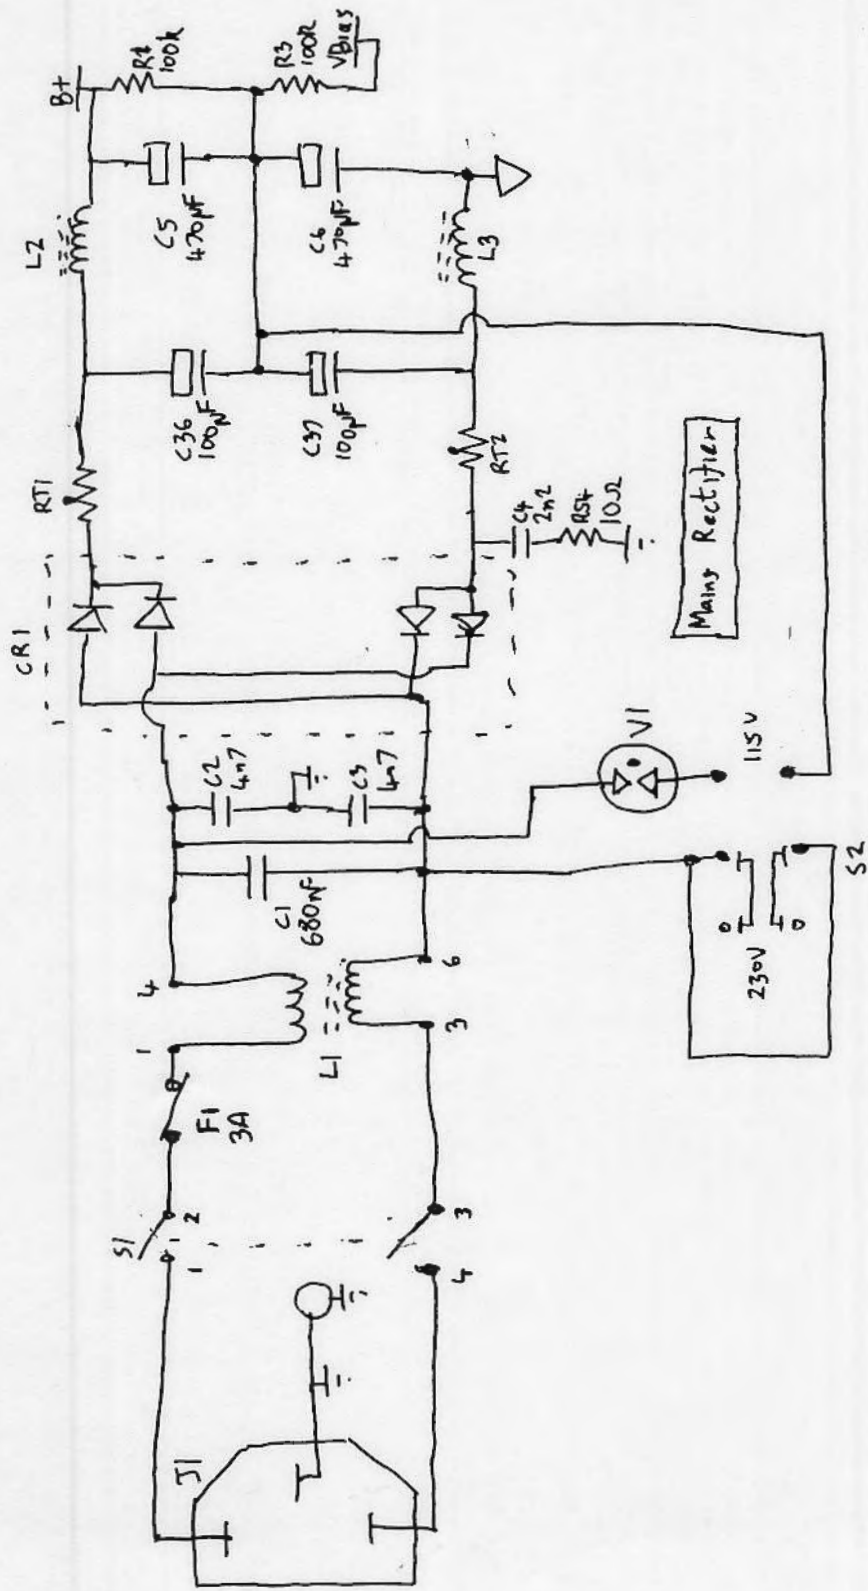 J1
S1
1
2
4
3
F1
3A
1
4
3
6
L1
C1
680nF
C2
4n7
C3
4n7
CR1
RT1
RT2
C4
2n2
R54
10Ω
C36
100µF
C37
100µF
L2
L3
C5
470µF
C6
470µF
B+
100k
R3
100k
VBias
V1
115V
230V
S2
Mains Rectifier